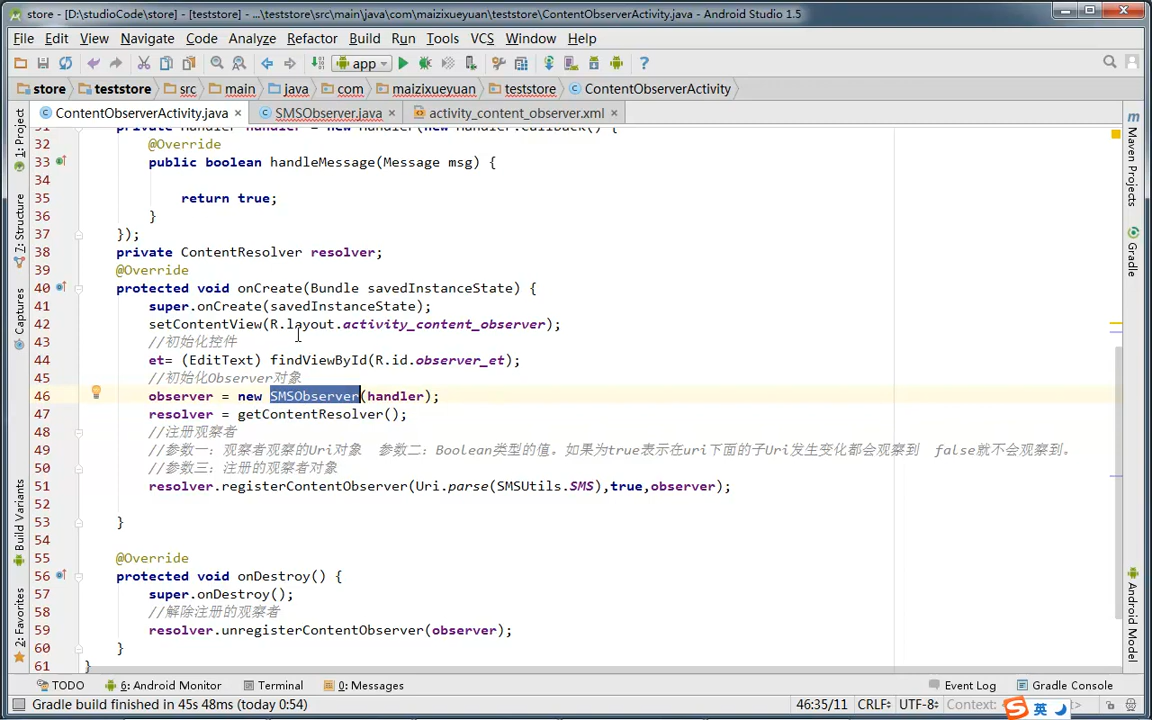 store - [D:\studioCode\store] - [teststore] - ...\teststore\src\main\java\com\maizixueyuan\teststore\ContentObserverActivity.java - Android Studio 1.5
File Edit View Navigate Code Analyze Refactor Build Run Tools VCS Window Help
app
store teststore src main java com maizixueyuan teststore ContentObserverActivity
ContentObserverActivity.java SMSObserver.java activity_content_observer.xml
31 private Handler handler = new Handler(new Handler.Callback() {
32 @Override
33 public boolean handleMessage(Message msg) {
34
35 return true;
36 }
37 });
38 private ContentResolver resolver;
39 @Override
40 protected void onCreate(Bundle savedInstanceState) {
41 super.onCreate(savedInstanceState);
42 setContentView(R.layout.activity_content_observer);
43 //初始化控件
44 et= (EditText) findViewById(R.id.observer_et);
45 //初始化Observer对象
46 observer = new SMSObserver(handler);
47 resolver = getContentResolver();
48 //注册观察者
49 //参数一：观察者观察的Uri对象 参数二：Boolean类型的值。如果为true表示在uri下面的子Uri发生变化都会观察到 false就不会观察到。
50 //参数三：注册的观察者对象
51 resolver.registerContentObserver(Uri.parse(SMSUtils.SMS),true,observer);
52
53 }
54
55 @Override
56 protected void onDestroy() {
57 super.onDestroy();
58 //解除注册的观察者
59 resolver.unregisterContentObserver(observer);
60 }
61 }
1: Project
7: Structure
Captures
Build Variants
2: Favorites
Maven Projects
Gradle
Android Model
TODO 6: Android Monitor Terminal 0: Messages Event Log Gradle Console
Gradle build finished in 45s 48ms (today 0:54) 46:35/11 CRLF UTF-8 Context:
英